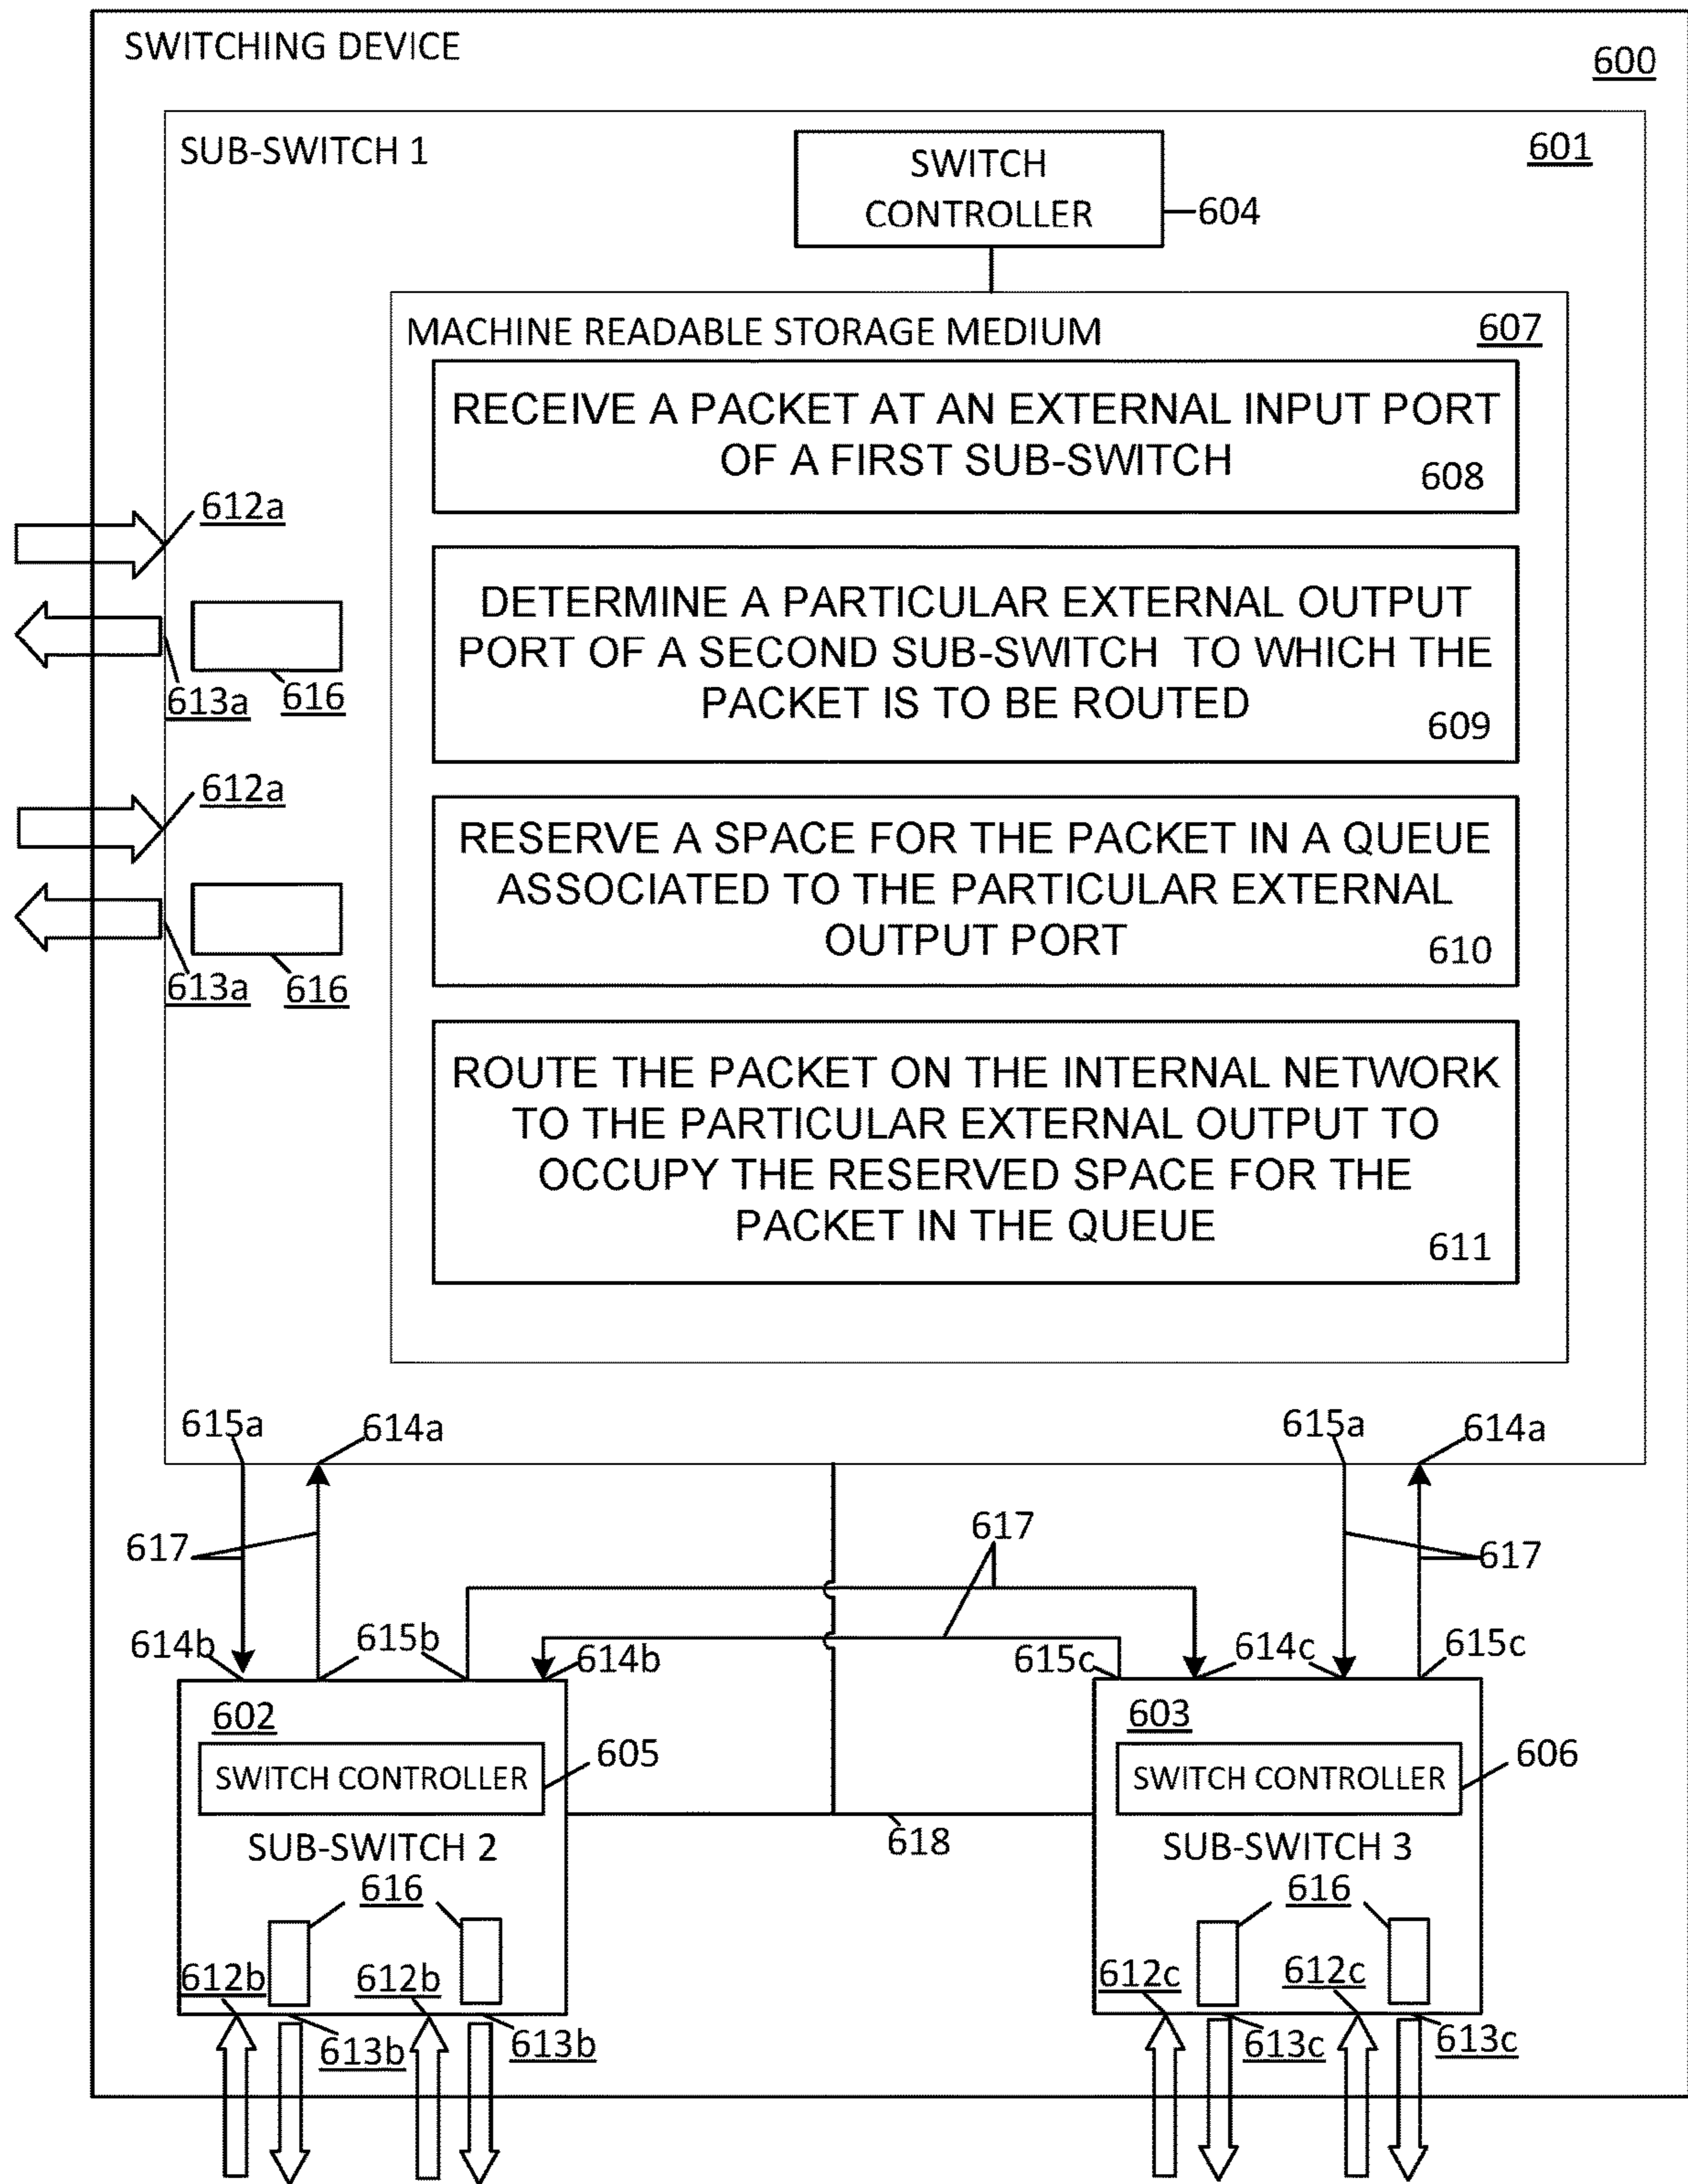 SWITCHING DEVICE
600
SUB-SWITCH 1
601
SWITCH
CONTROLLER
604
MACHINE READABLE STORAGE MEDIUM
607
RECEIVE A PACKET AT AN EXTERNAL INPUT PORT
OF A FIRST SUB-SWITCH
608
612a
DETERMINE A PARTICULAR EXTERNAL OUTPUT
PORT OF A SECOND SUB-SWITCH TO WHICH THE
PACKET IS TO BE ROUTED
609
613a
616
612a
RESERVE A SPACE FOR THE PACKET IN A QUEUE
ASSOCIATED TO THE PARTICULAR EXTERNAL
OUTPUT PORT
610
613a
616
ROUTE THE PACKET ON THE INTERNAL NETWORK
TO THE PARTICULAR EXTERNAL OUTPUT TO
OCCUPY THE RESERVED SPACE FOR THE
PACKET IN THE QUEUE
611
615a
614a
615a
614a
617
617
617
614b
615b
614b
615c
614c
615c
602
603
SWITCH CONTROLLER
605
SWITCH CONTROLLER
606
SUB-SWITCH 2
618
SUB-SWITCH 3
616
616
612b
612b
612c
612c
613b
613b
613c
613c